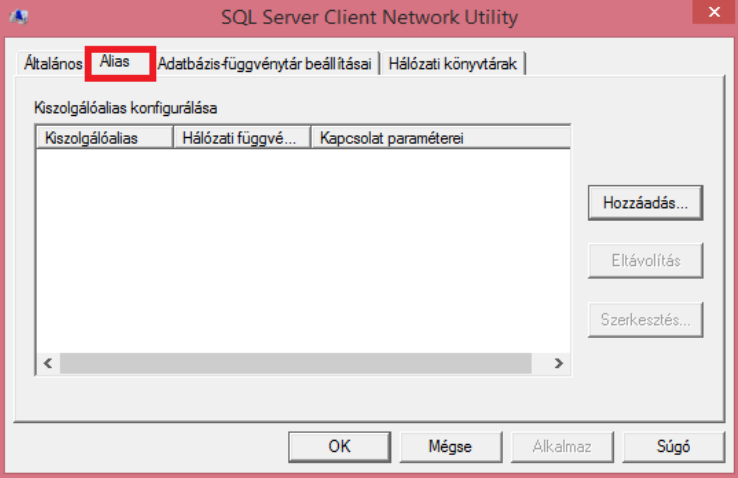 SQL Server Client Network Utility
Általános Alias Adatbázis-függvénytár beállításai Hálózati könyvtárak
Kiszolgálóalias konfigurálása
Kiszolgálóalias Hálózati függvé... Kapcsolat paraméterei
Hozzáadás...
Eltávolítás
Szerkesztés...
OK Mégse Alkalmaz Súgó